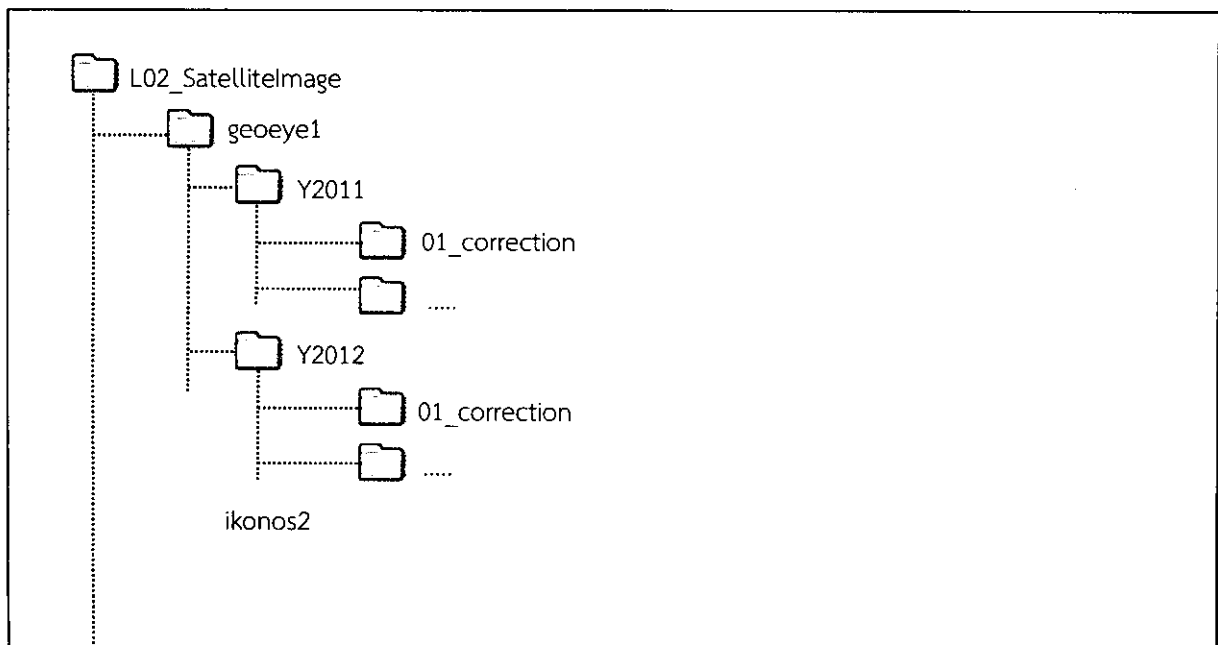 L02_SatelliteImage
geoeye1
Y2011
01_correction
.....
Y2012
01_correction
.....
ikonos2